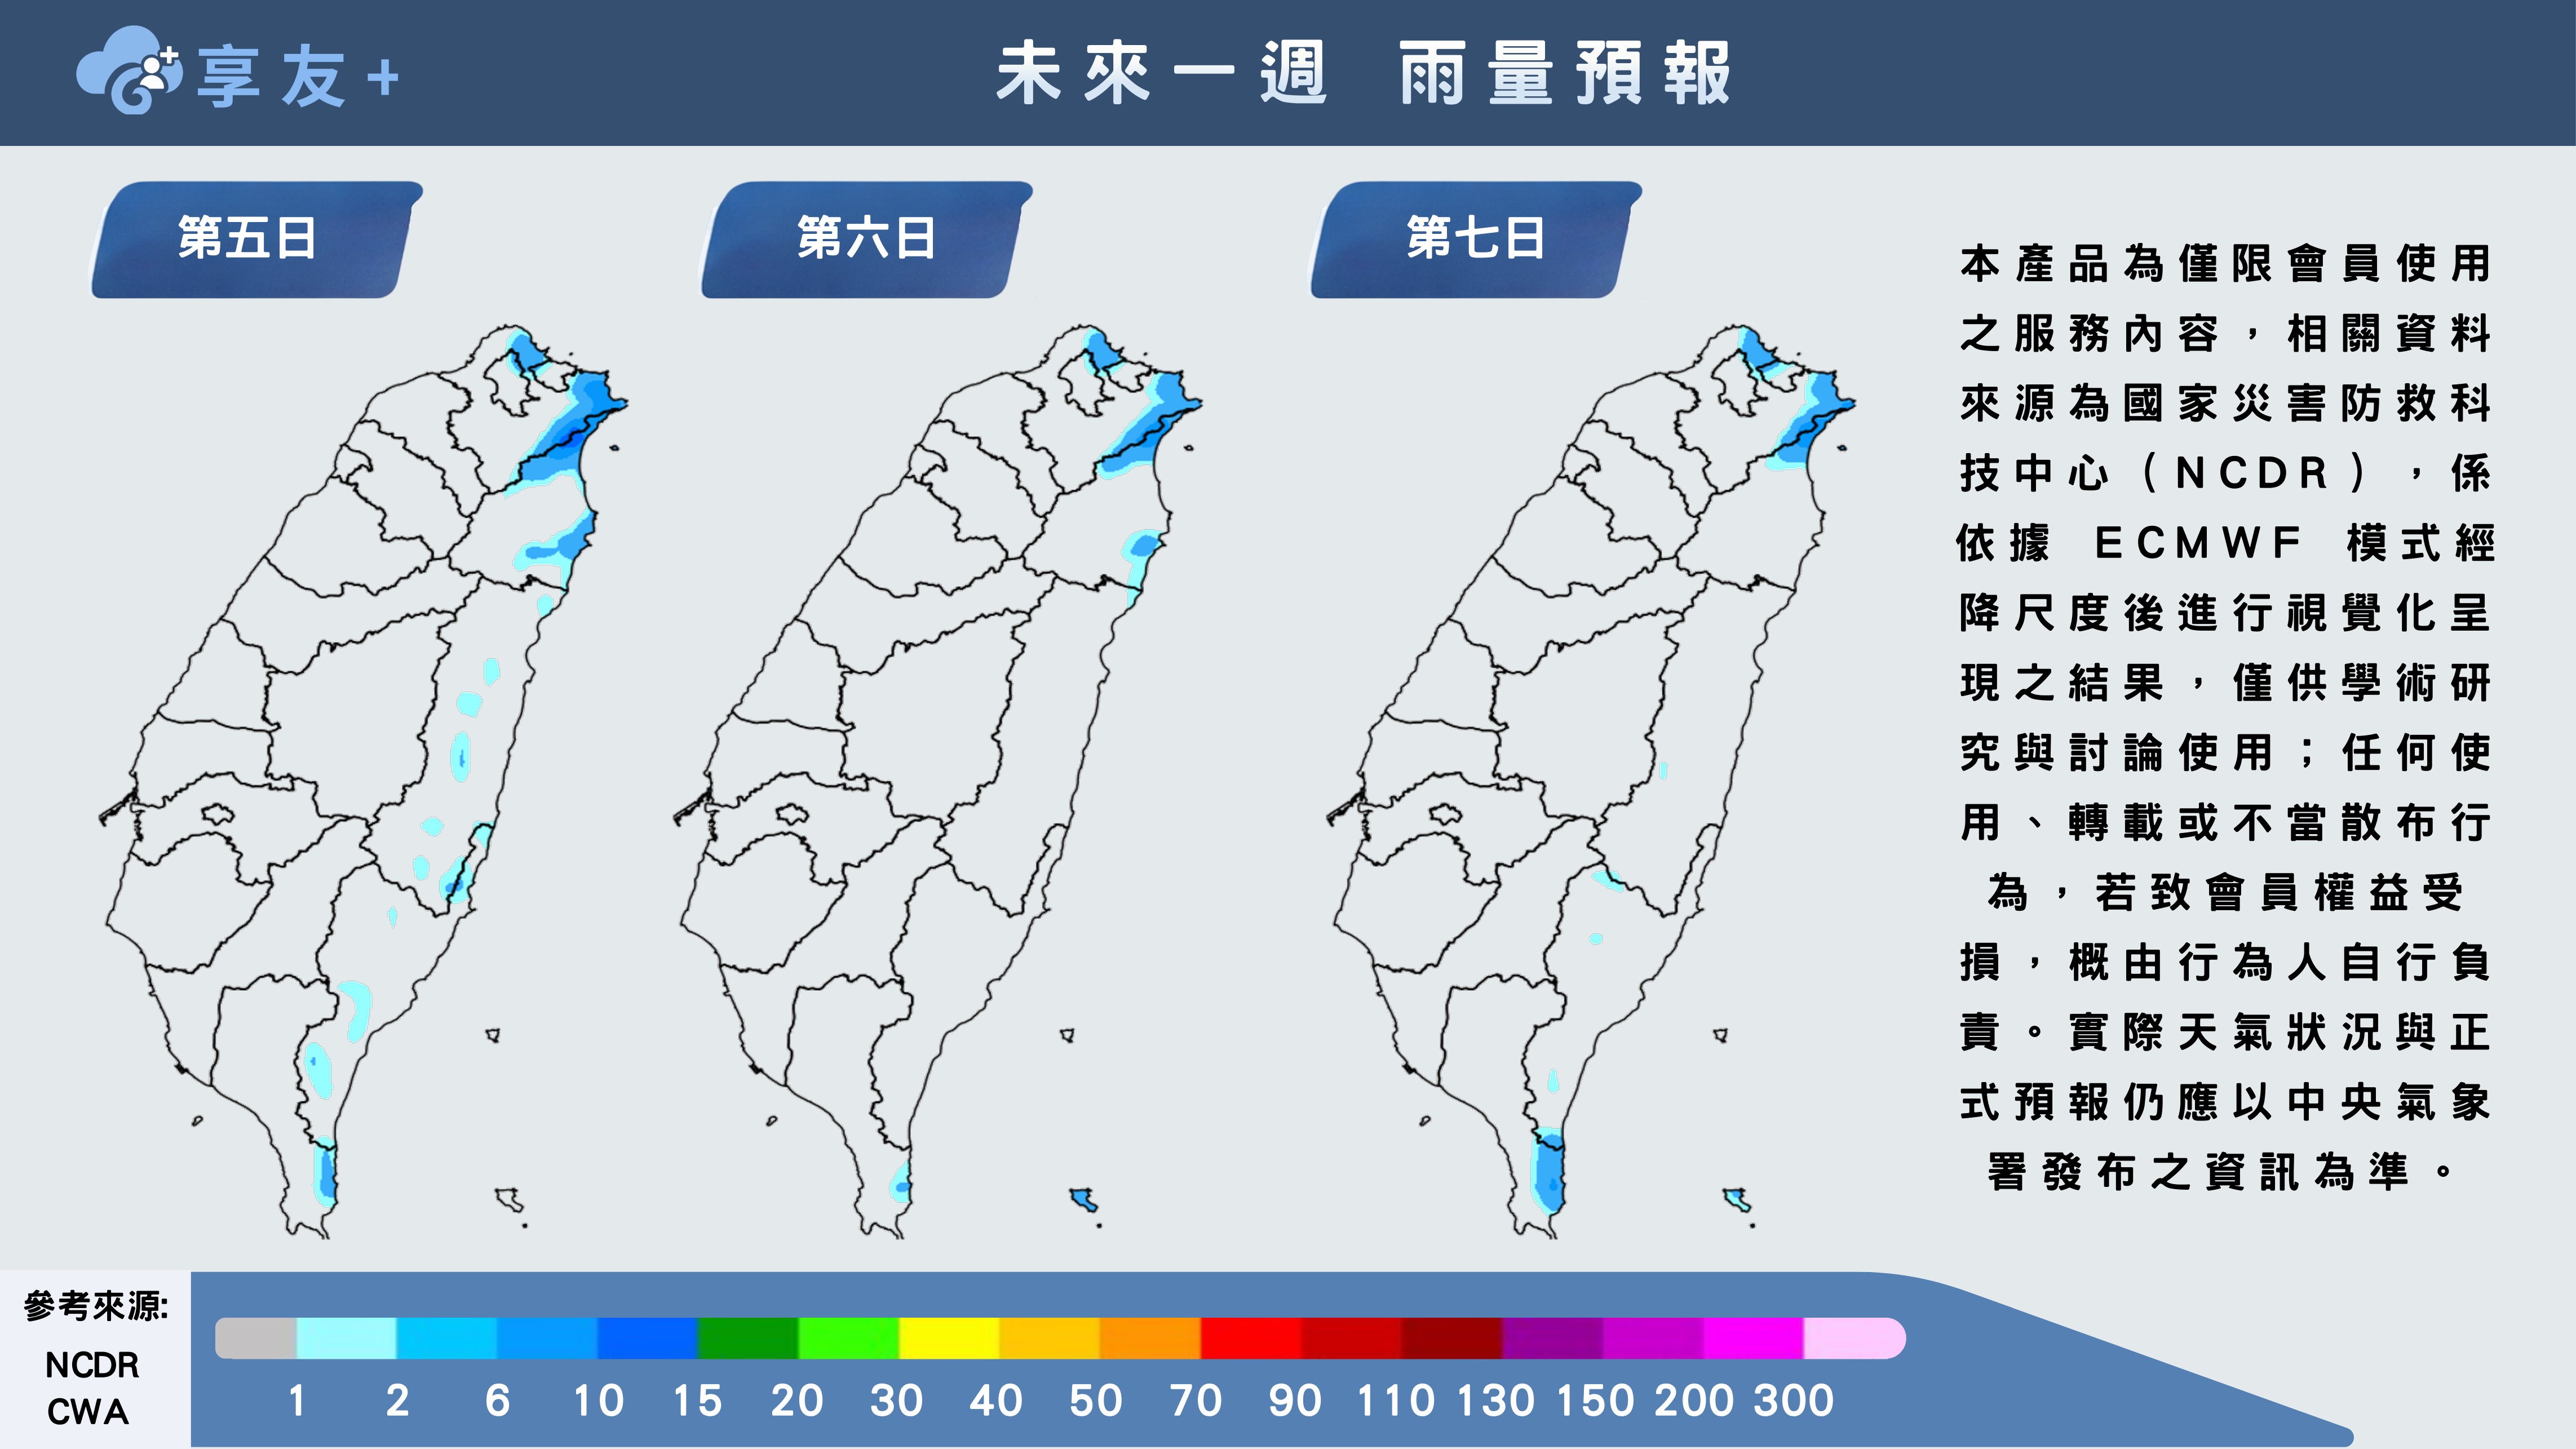 享友+
未來一週 雨量預報
第五日
第六日
第七日
本產品為僅限會員使用
之服務內容，相關資料
來源為國家災害防救科
技中心（NCDR），係
依據 ECMWF 模式經
降尺度後進行視覺化呈
現之結果，僅供學術研
究與討論使用；任何使
用、轉載或不當散布行
為，若致會員權益受
損，概由行為人自行負
責。實際天氣狀況與正
式預報仍應以中央氣象
署發布之資訊為準。
參考來源:
NCDR
CWA
1 2 6 10 15 20 30 40 50 70 90 110 130 150 200 300